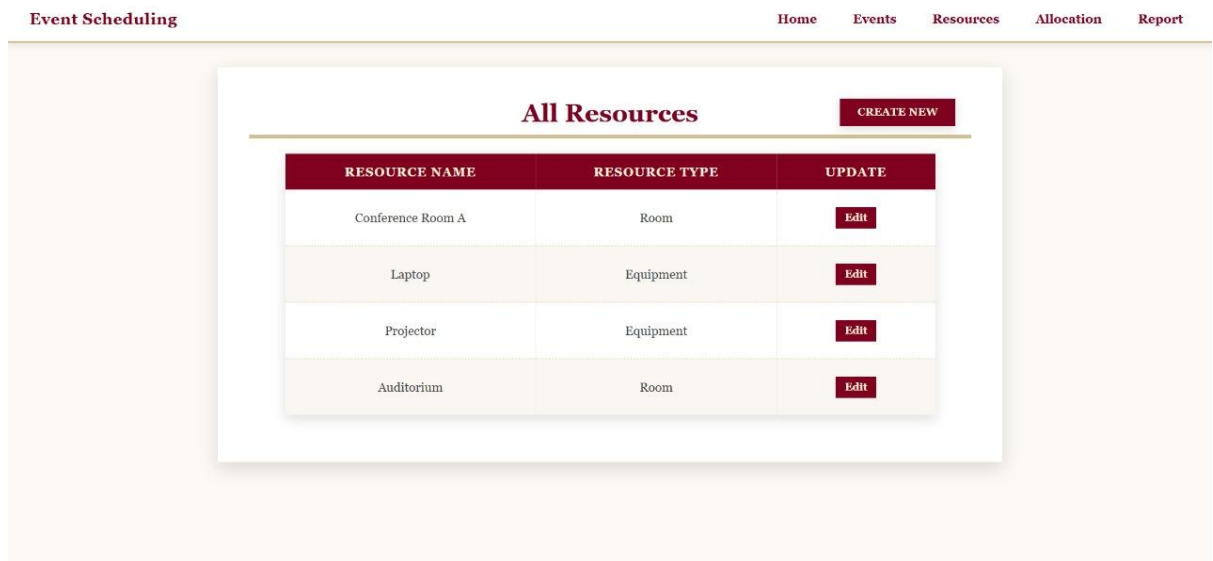 Event Scheduling Home Events Resources Allocation Report
All Resources CREATE NEW
RESOURCE NAME RESOURCE TYPE UPDATE
Conference Room A Room Edit
Laptop Equipment Edit
Projector Equipment Edit
Auditorium Room Edit